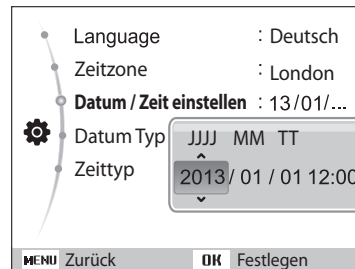 Language : Deutsch
Zeitzone : London
Datum / Zeit einstellen : 13/01/...
Datum Typ
JJJJ MM TT
Zeittyp
2013 / 01 / 01 12:00
MENU Zurück OK Festlegen